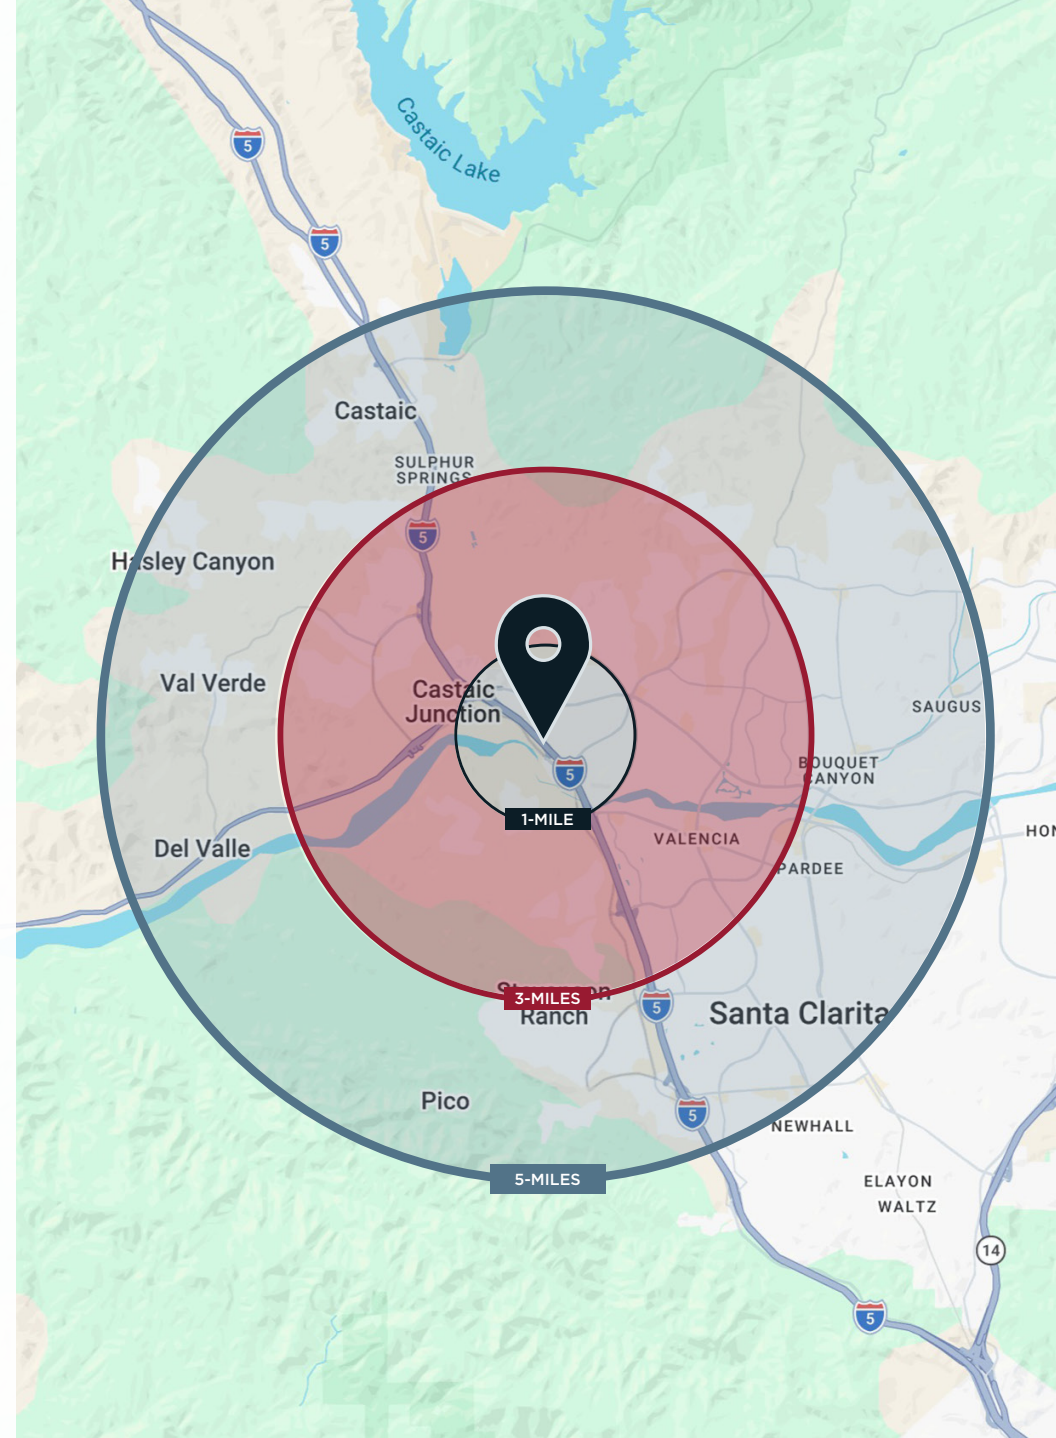 Castaic Lake
5
5
Castaic
SULPHUR
SPRINGS
5
Hasley Canyon
Castaic
Junction
Val Verde
SAUGUS
BOUQUET
CANYON
5
1-MILE
VALENCIA
HON
Del Valle
PARDEE
Stevenson
3-MILES
Ranch
5
Santa Clarita
Pico
5
NEWHALL
5-MILES
ELAYON
WALTZ
14
5